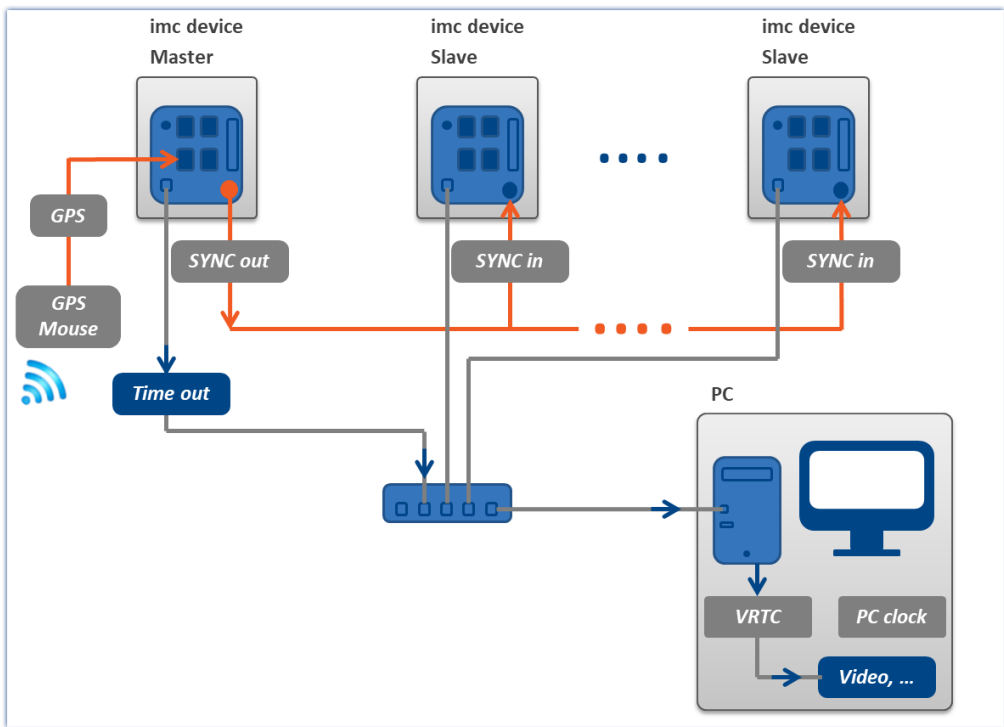 imc device
Master
imc device
Slave
imc device
Slave
GPS
SYNC out
SYNC in
SYNC in
GPS
Mouse
Time out
PC
VRTC
PC clock
Video, ...